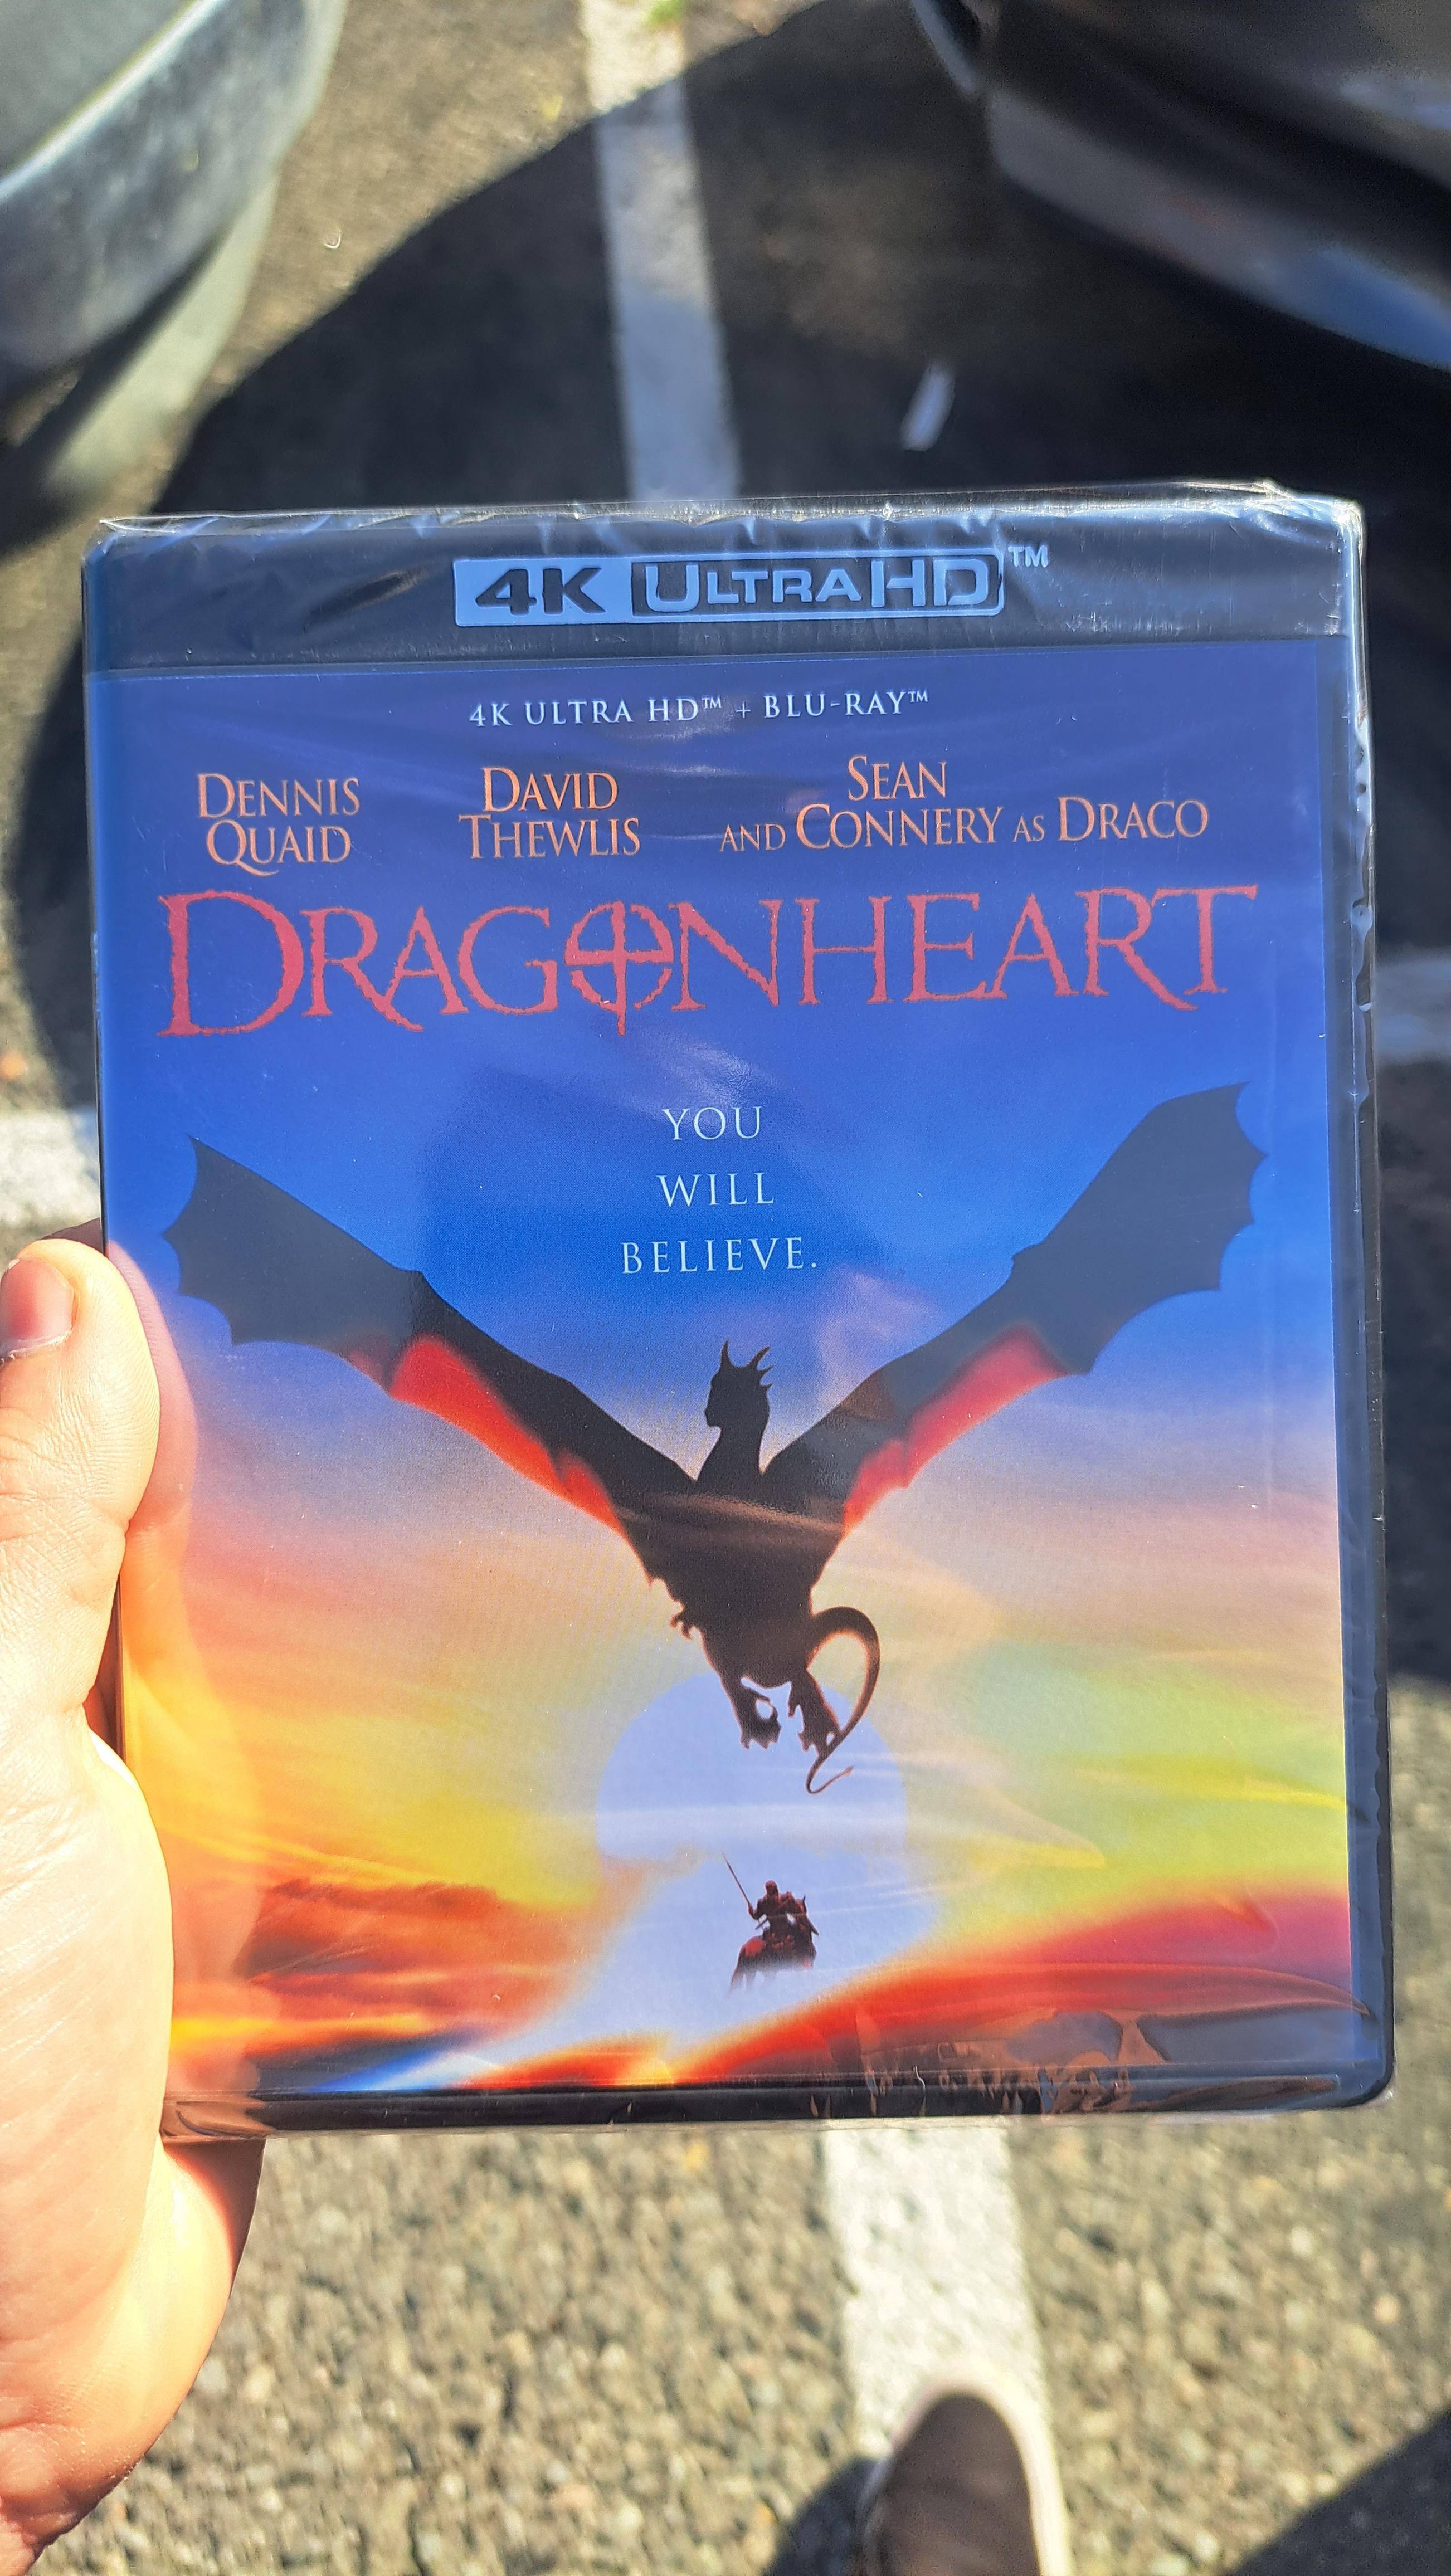 4K ULTRA HD™
4K ULTRA HD™ + BLU-RAY™
DENNIS QUAID
DAVID THEWLIS
AND SEAN CONNERY AS DRACO
DRAGONHEART
YOU
WILL
BELIEVE.